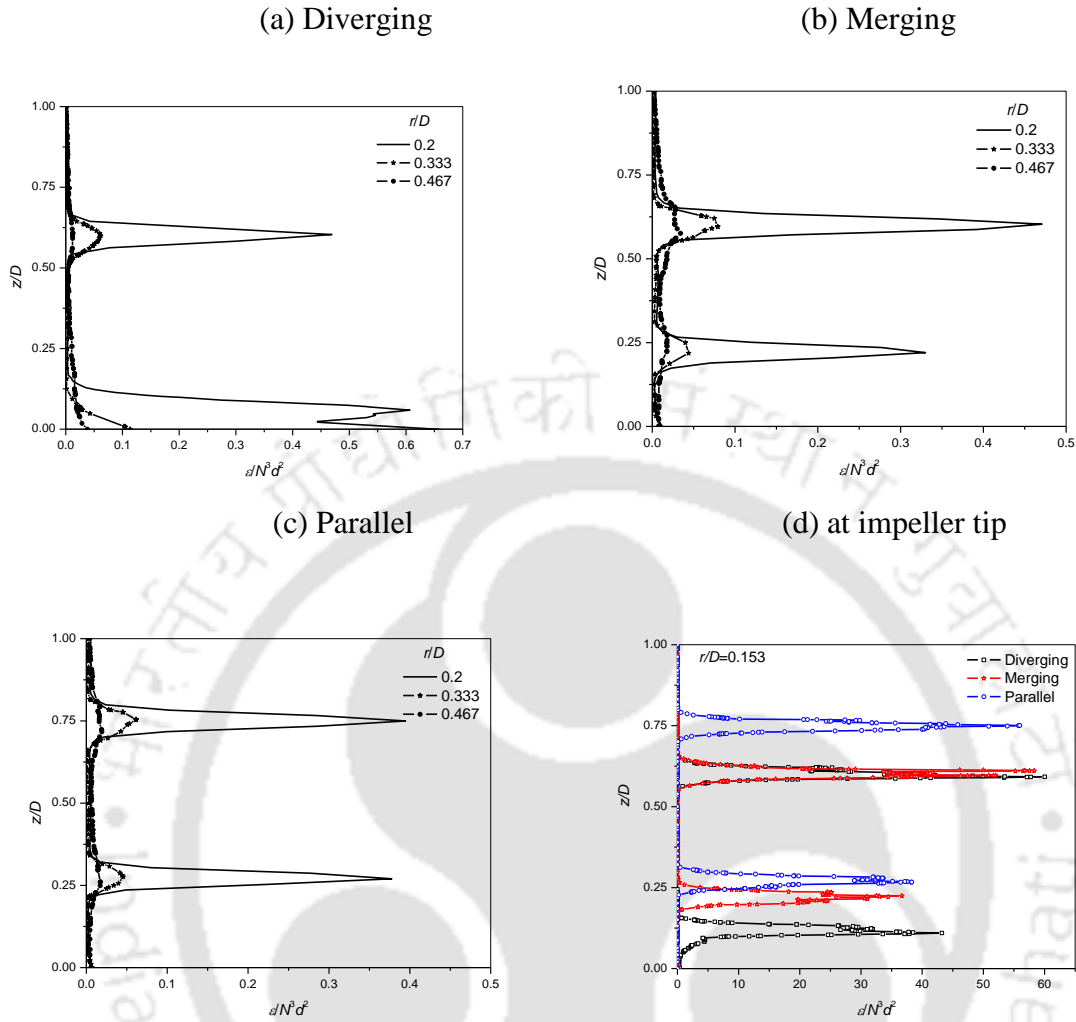 (a) Diverging
(b) Merging
1.00
0.75
0.50
0.25
0.00
z/D
0.0 0.1 0.2 0.3 0.4 0.5 0.6 0.7
ε/N³d²
r/D
0.2
0.333
0.467
1.00
0.75
0.50
0.25
0.00
z/D
0.0 0.1 0.2 0.3 0.4 0.5
ε/N³d²
r/D
0.2
0.333
0.467
(c) Parallel
(d) at impeller tip
1.00
0.75
0.50
0.25
0.00
z/D
0.0 0.1 0.2 0.3 0.4 0.5
ε/N³d²
r/D
0.2
0.333
0.467
1.00
0.75
0.50
0.25
0.00
z/D
0 10 20 30 40 50 60
ε/N³d²
r/D=0.153
Diverging
Merging
Parallel